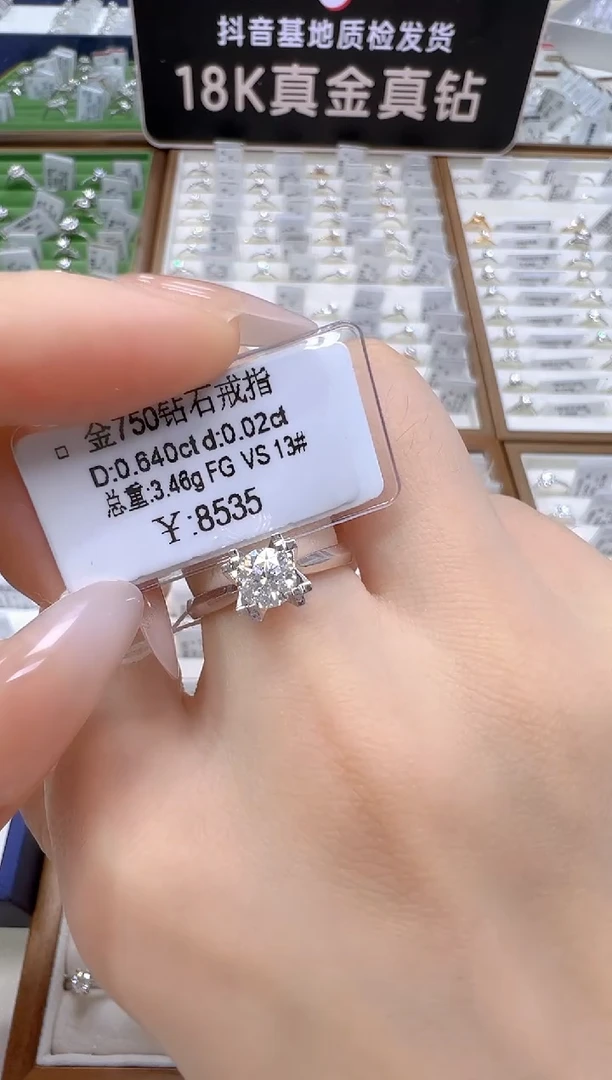 抖音基地质检发货
18K真金真钻
金750钻石戒指
D:0.640ct d:0.02ct
总重:3.46g FG VS 13#
¥:8535